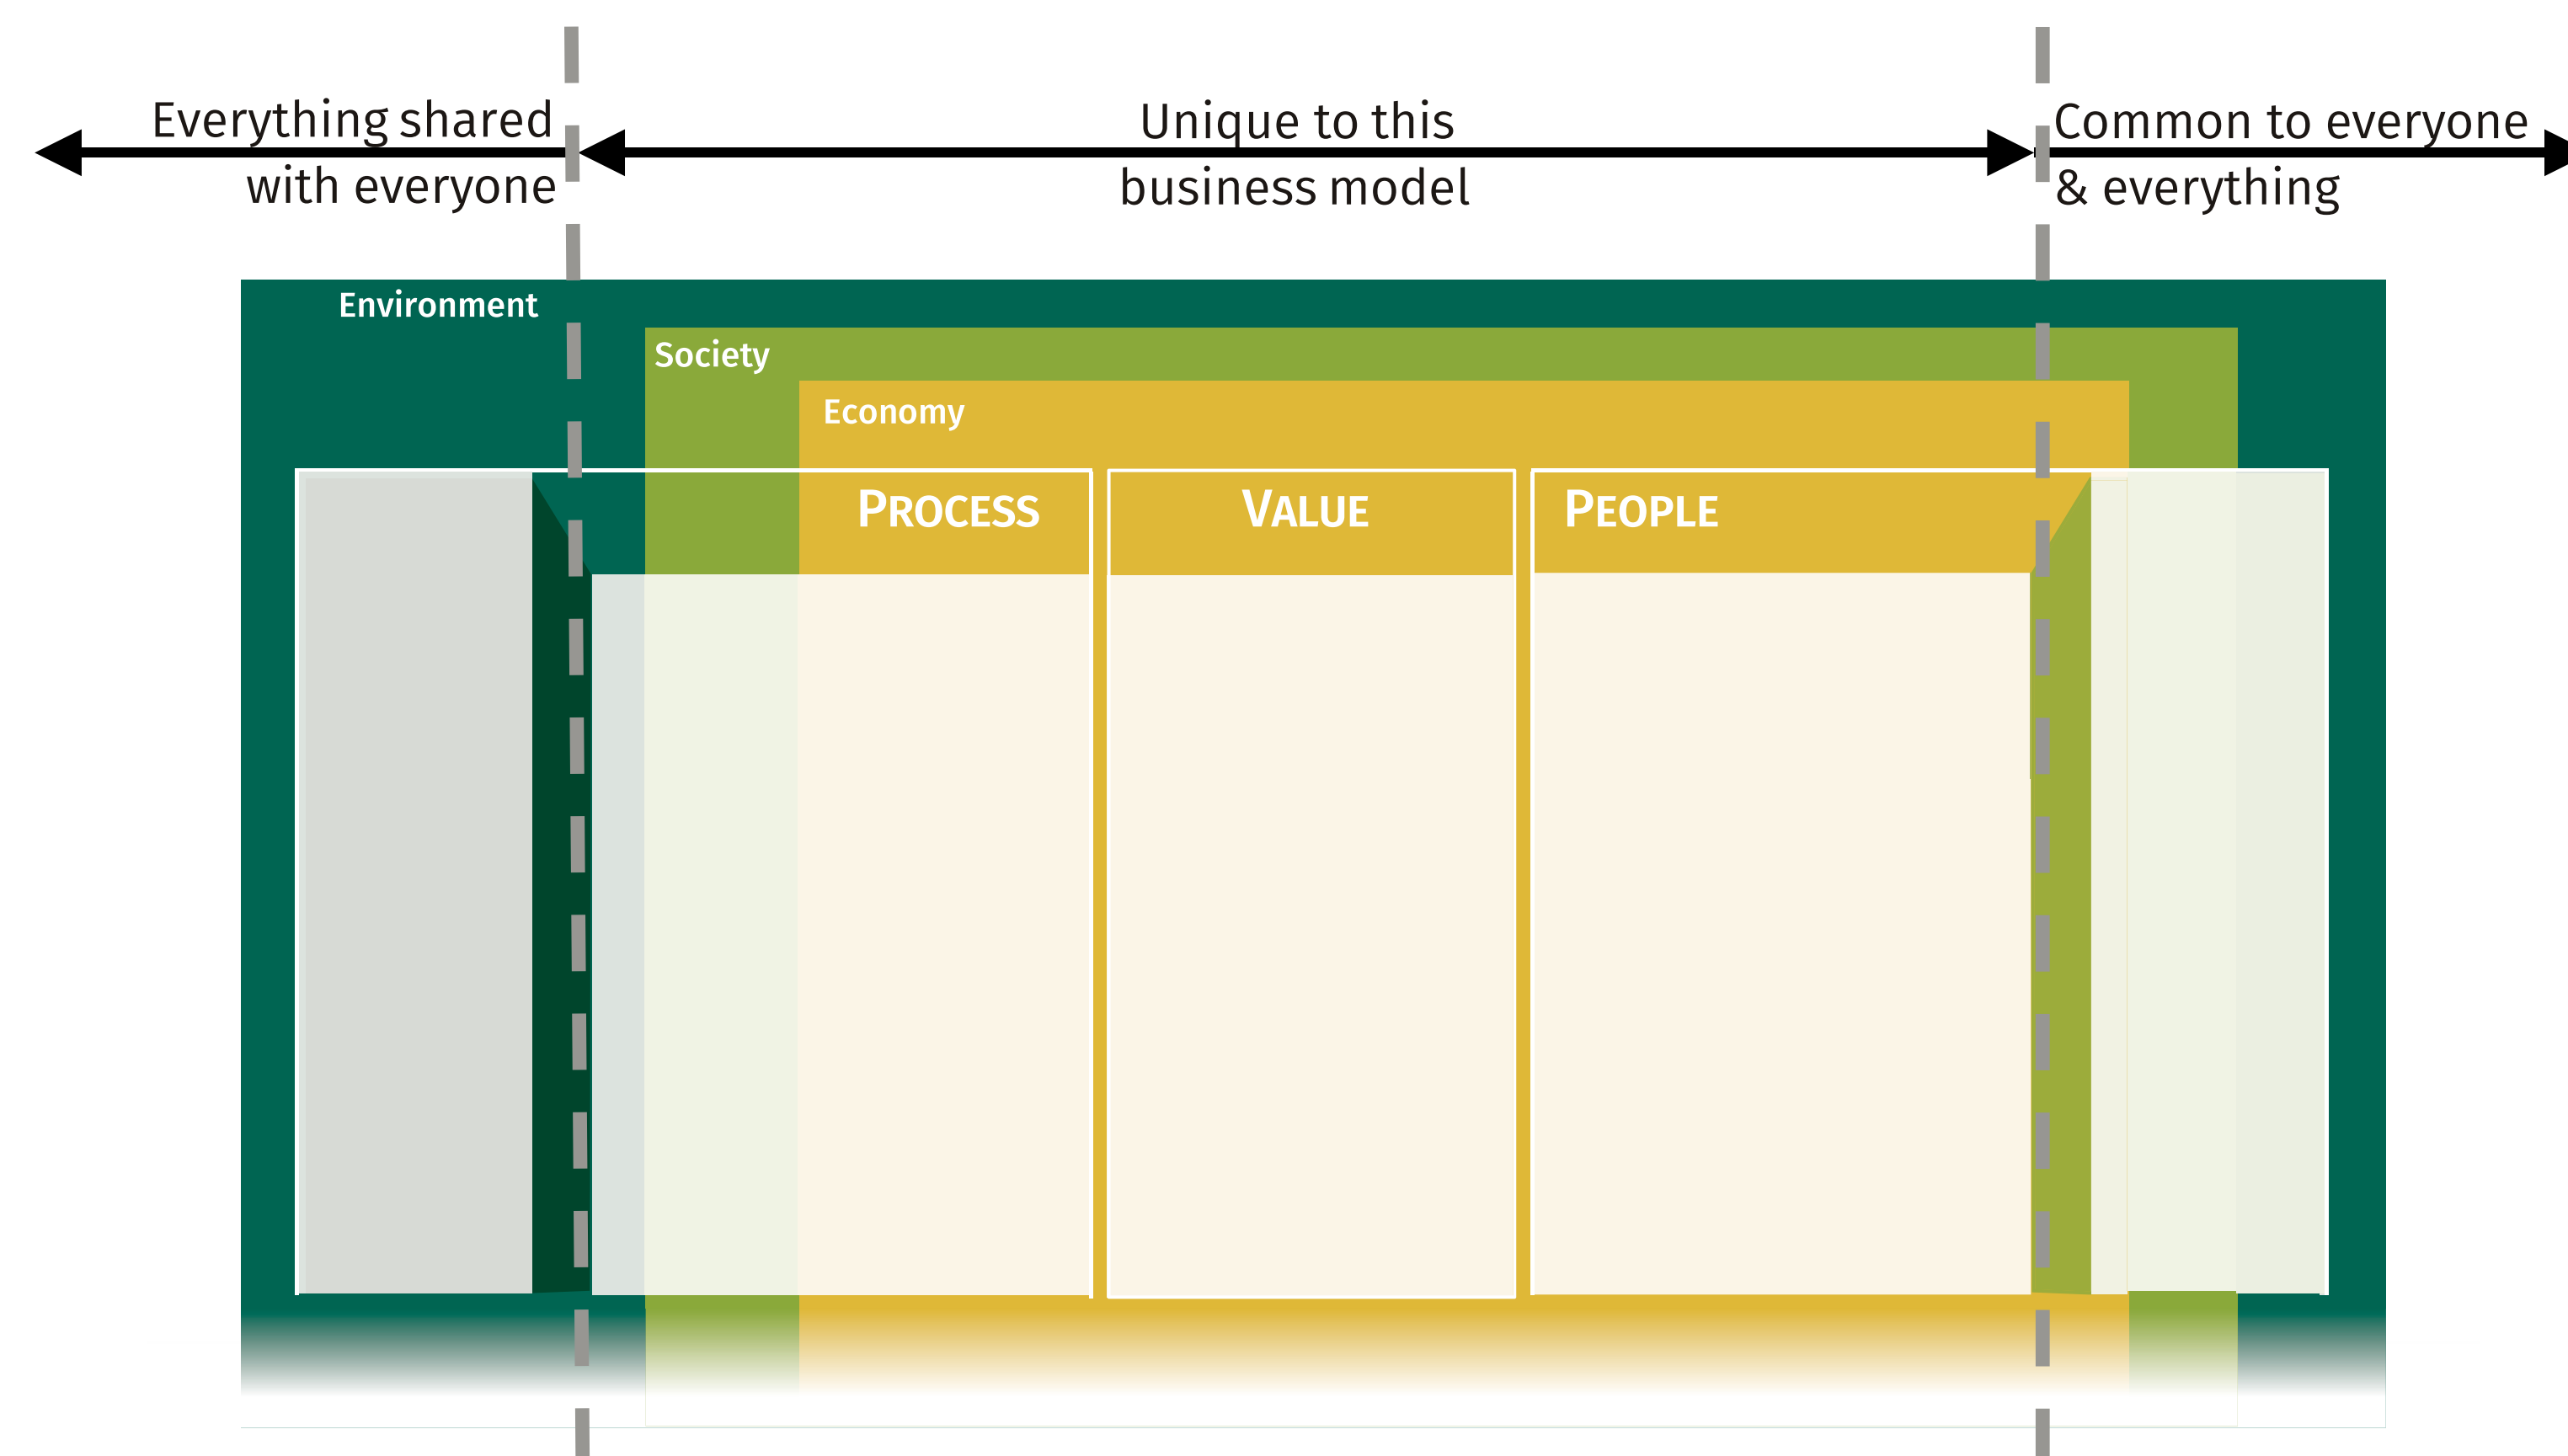 Everything shared
with everyone
Unique to this
business model
Common to everyone
& everything
Environment
Society
Economy
PROCESS
VALUE
PEOPLE